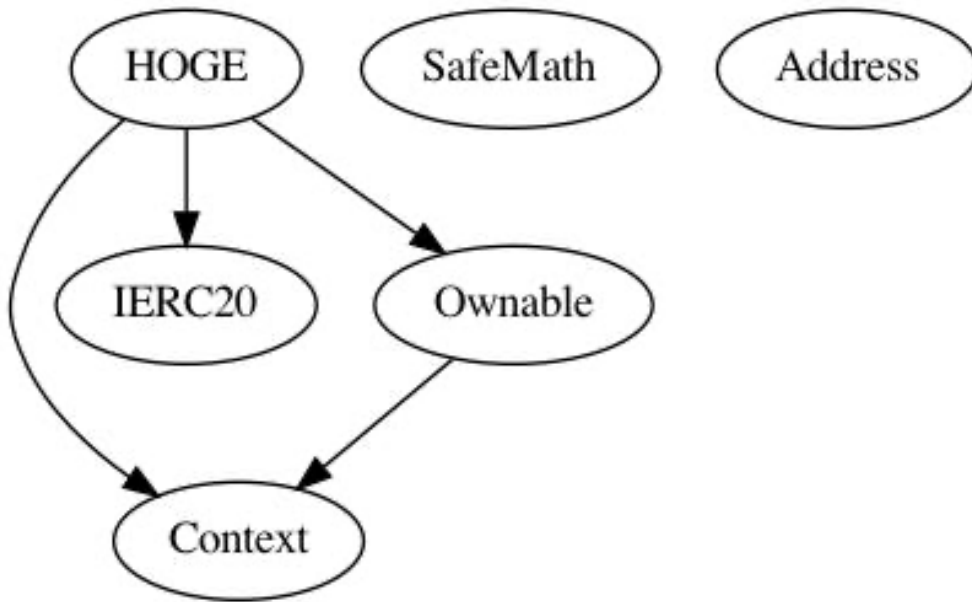 HOGE
SafeMath
Address
IERC20
Ownable
Context